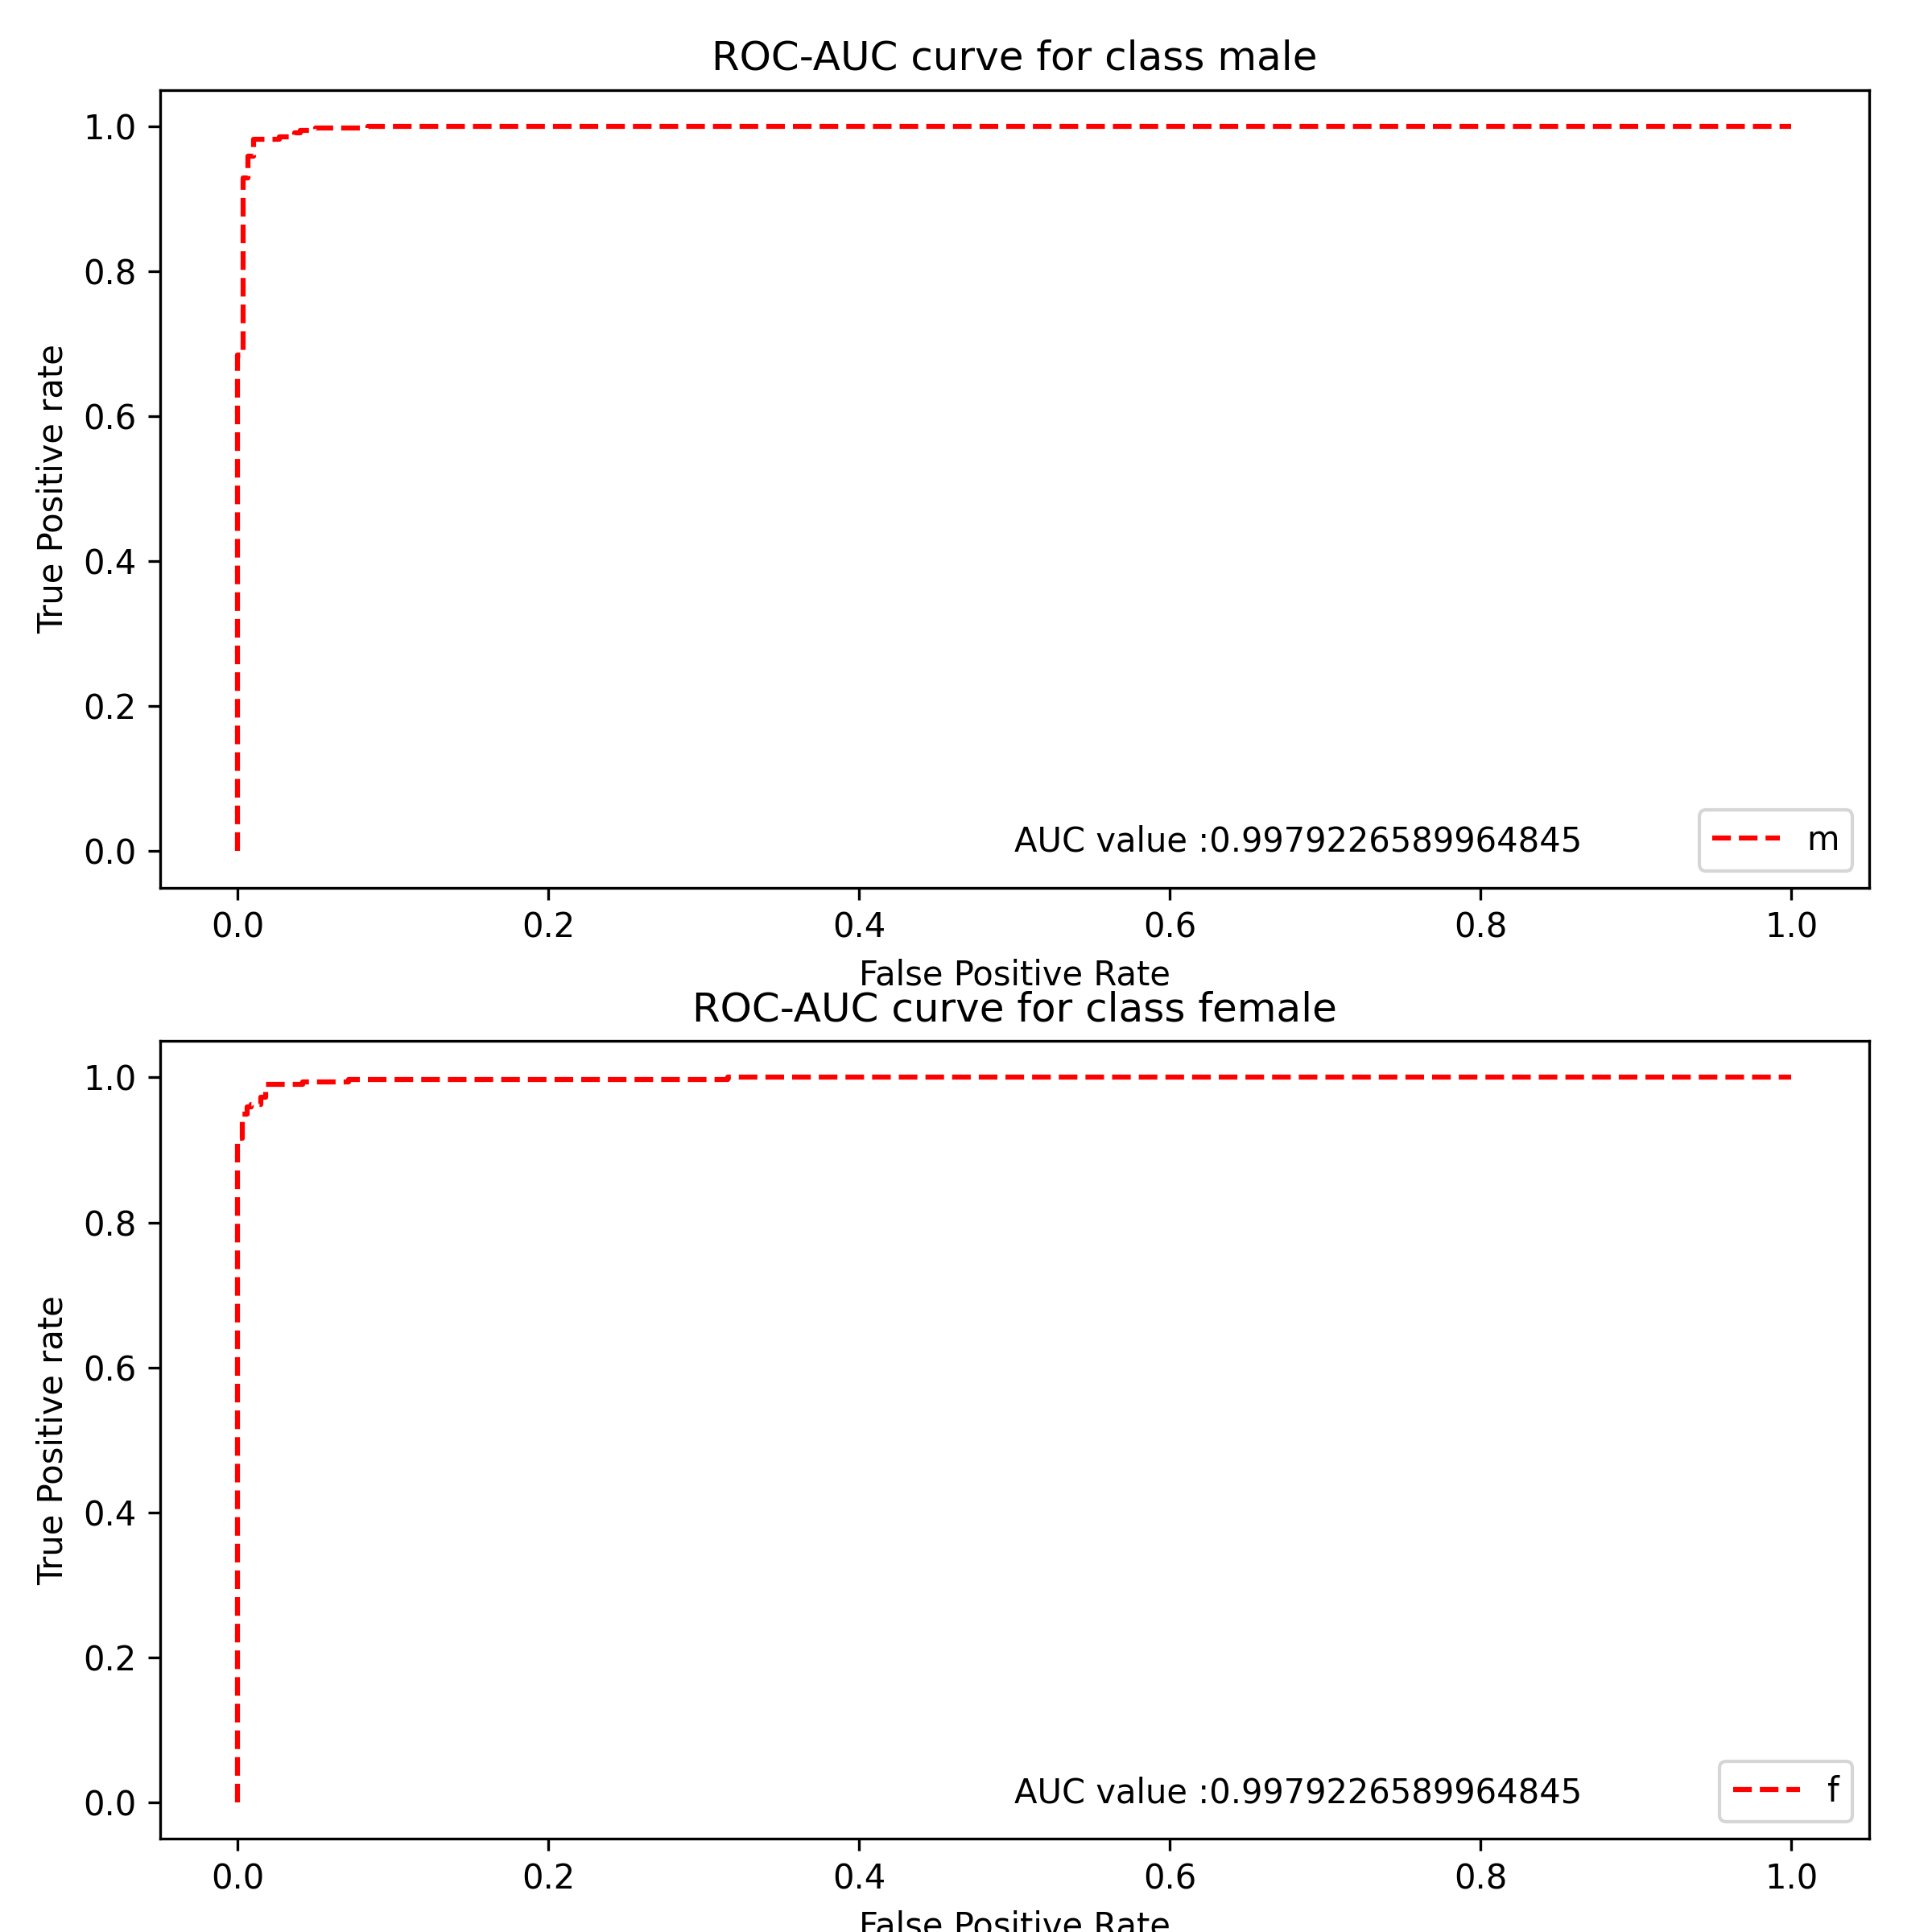 ROC-AUC curve for class male
True Positive rate
1.0
0.8
0.6
0.4
0.2
0.0
AUC value :0.9979226589964845
m
0.0 0.2 0.4 0.6 0.8 1.0
False Positive Rate
ROC-AUC curve for class female
True Positive rate
1.0
0.8
0.6
0.4
0.2
0.0
AUC value :0.9979226589964845
f
0.0 0.2 0.4 0.6 0.8 1.0
False Positive Rate